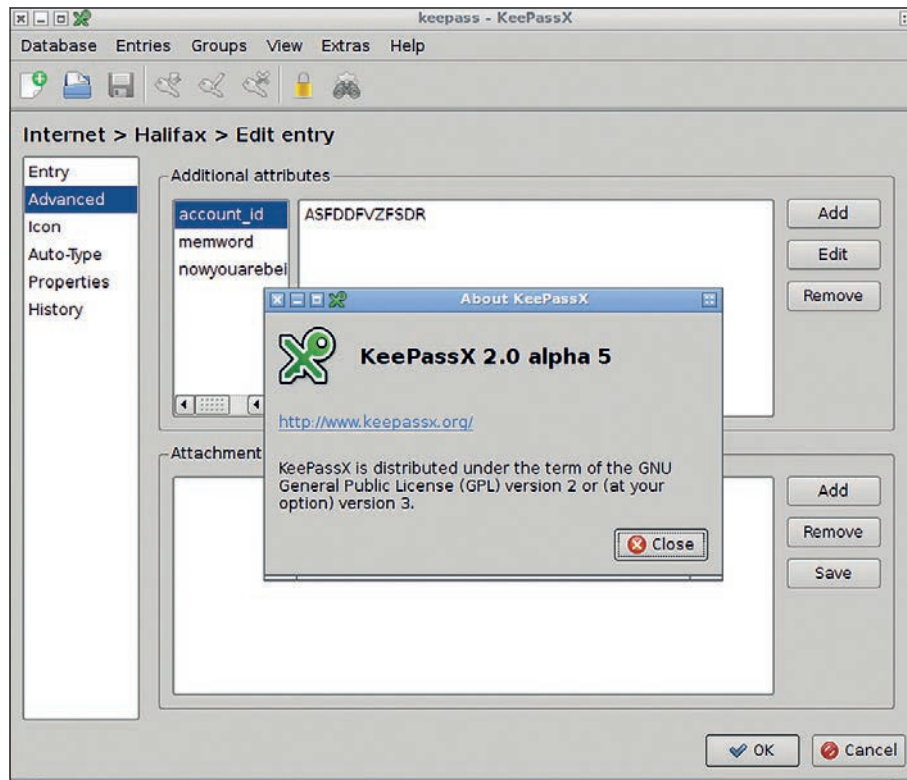 keepass - KeePassX
Database Entries Groups View Extras Help
Internet > Halifax > Edit entry
Entry
Advanced
Icon
Auto-Type
Properties
History
Additional attributes
account_id
memword
nowyouarebei
ASFDDFVZFSDR
Add
Edit
Remove
About KeePassX
KeePassX 2.0 alpha 5
http://www.keepassx.org/
KeePassX is distributed under the term of the GNU
General Public License (GPL) version 2 or (at your
option) version 3.
Close
Attachment
Add
Remove
Save
OK
Cancel